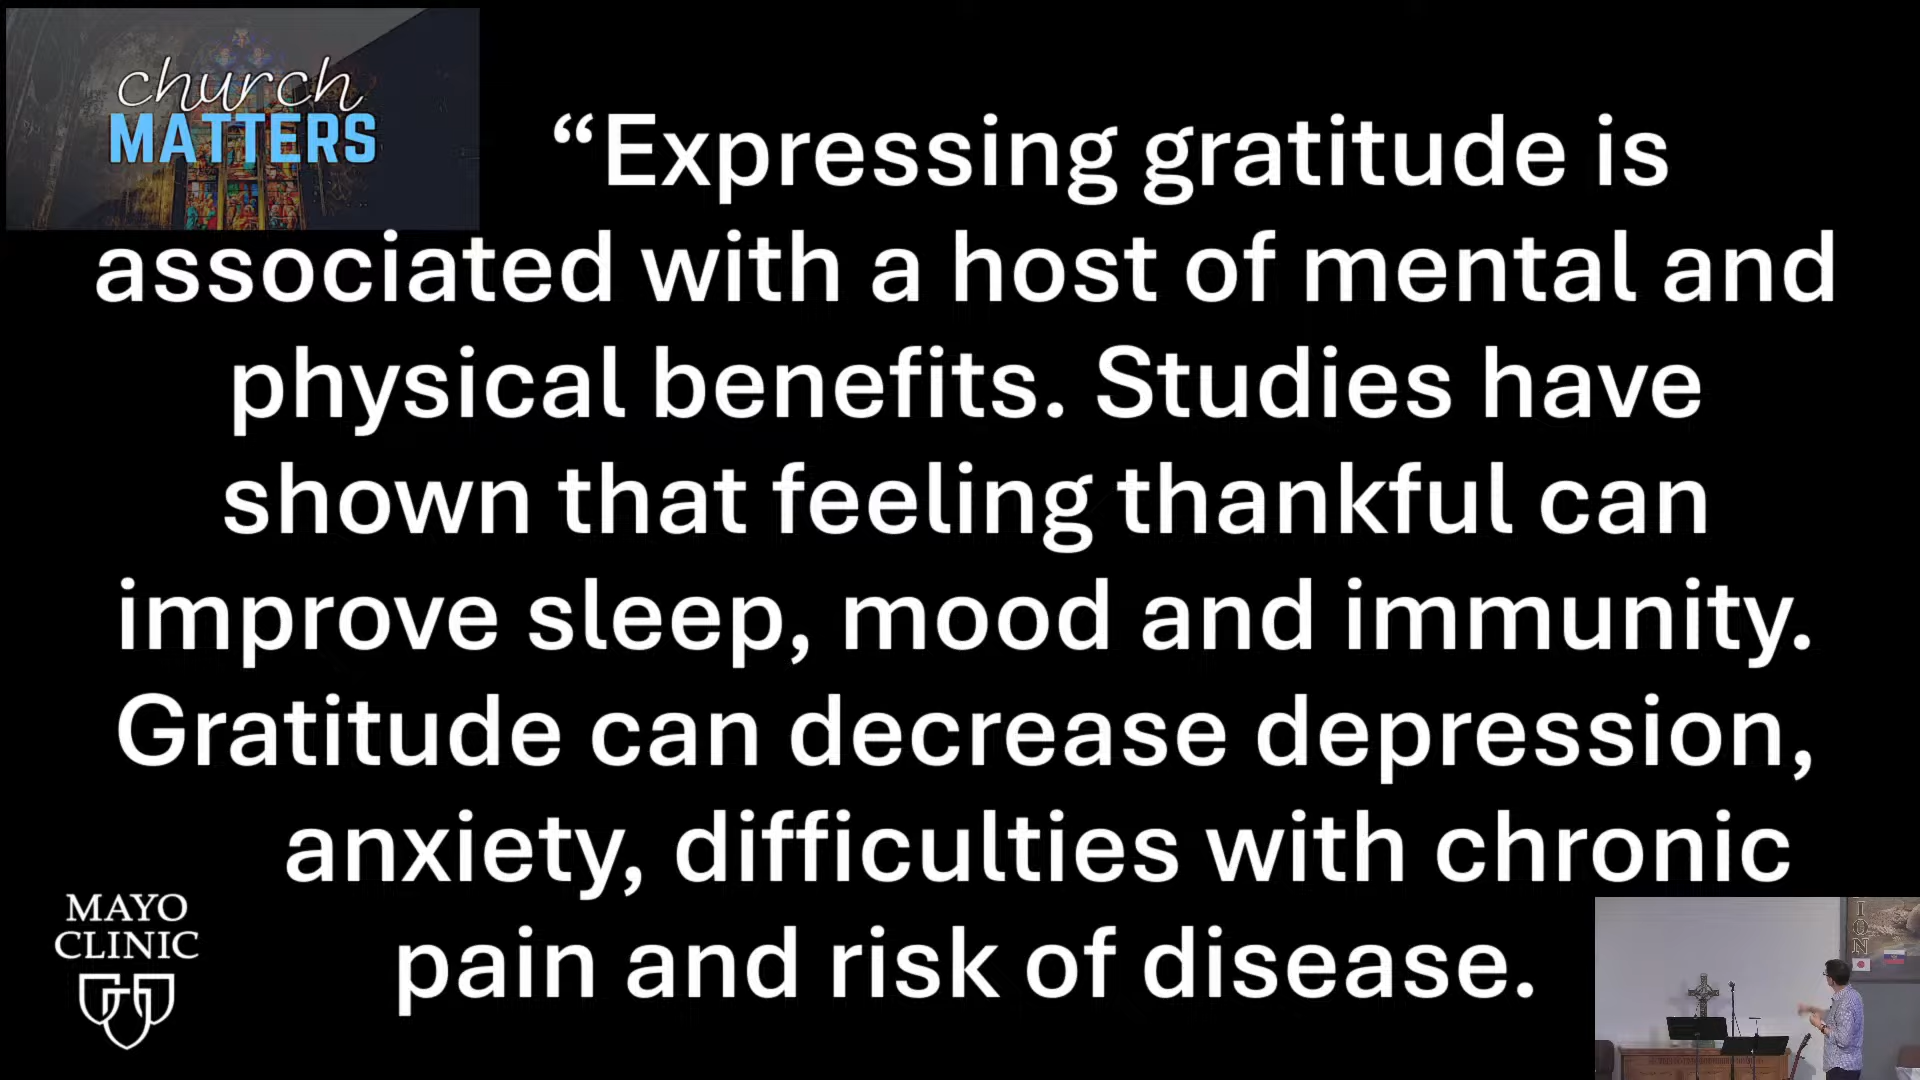 church
MATTERS
“Expressing gratitude is
associated with a host of mental and
physical benefits. Studies have
shown that feeling thankful can
improve sleep, mood and immunity.
Gratitude can decrease depression,
anxiety, difficulties with chronic
pain and risk of disease.
MAYO
CLINIC
ION